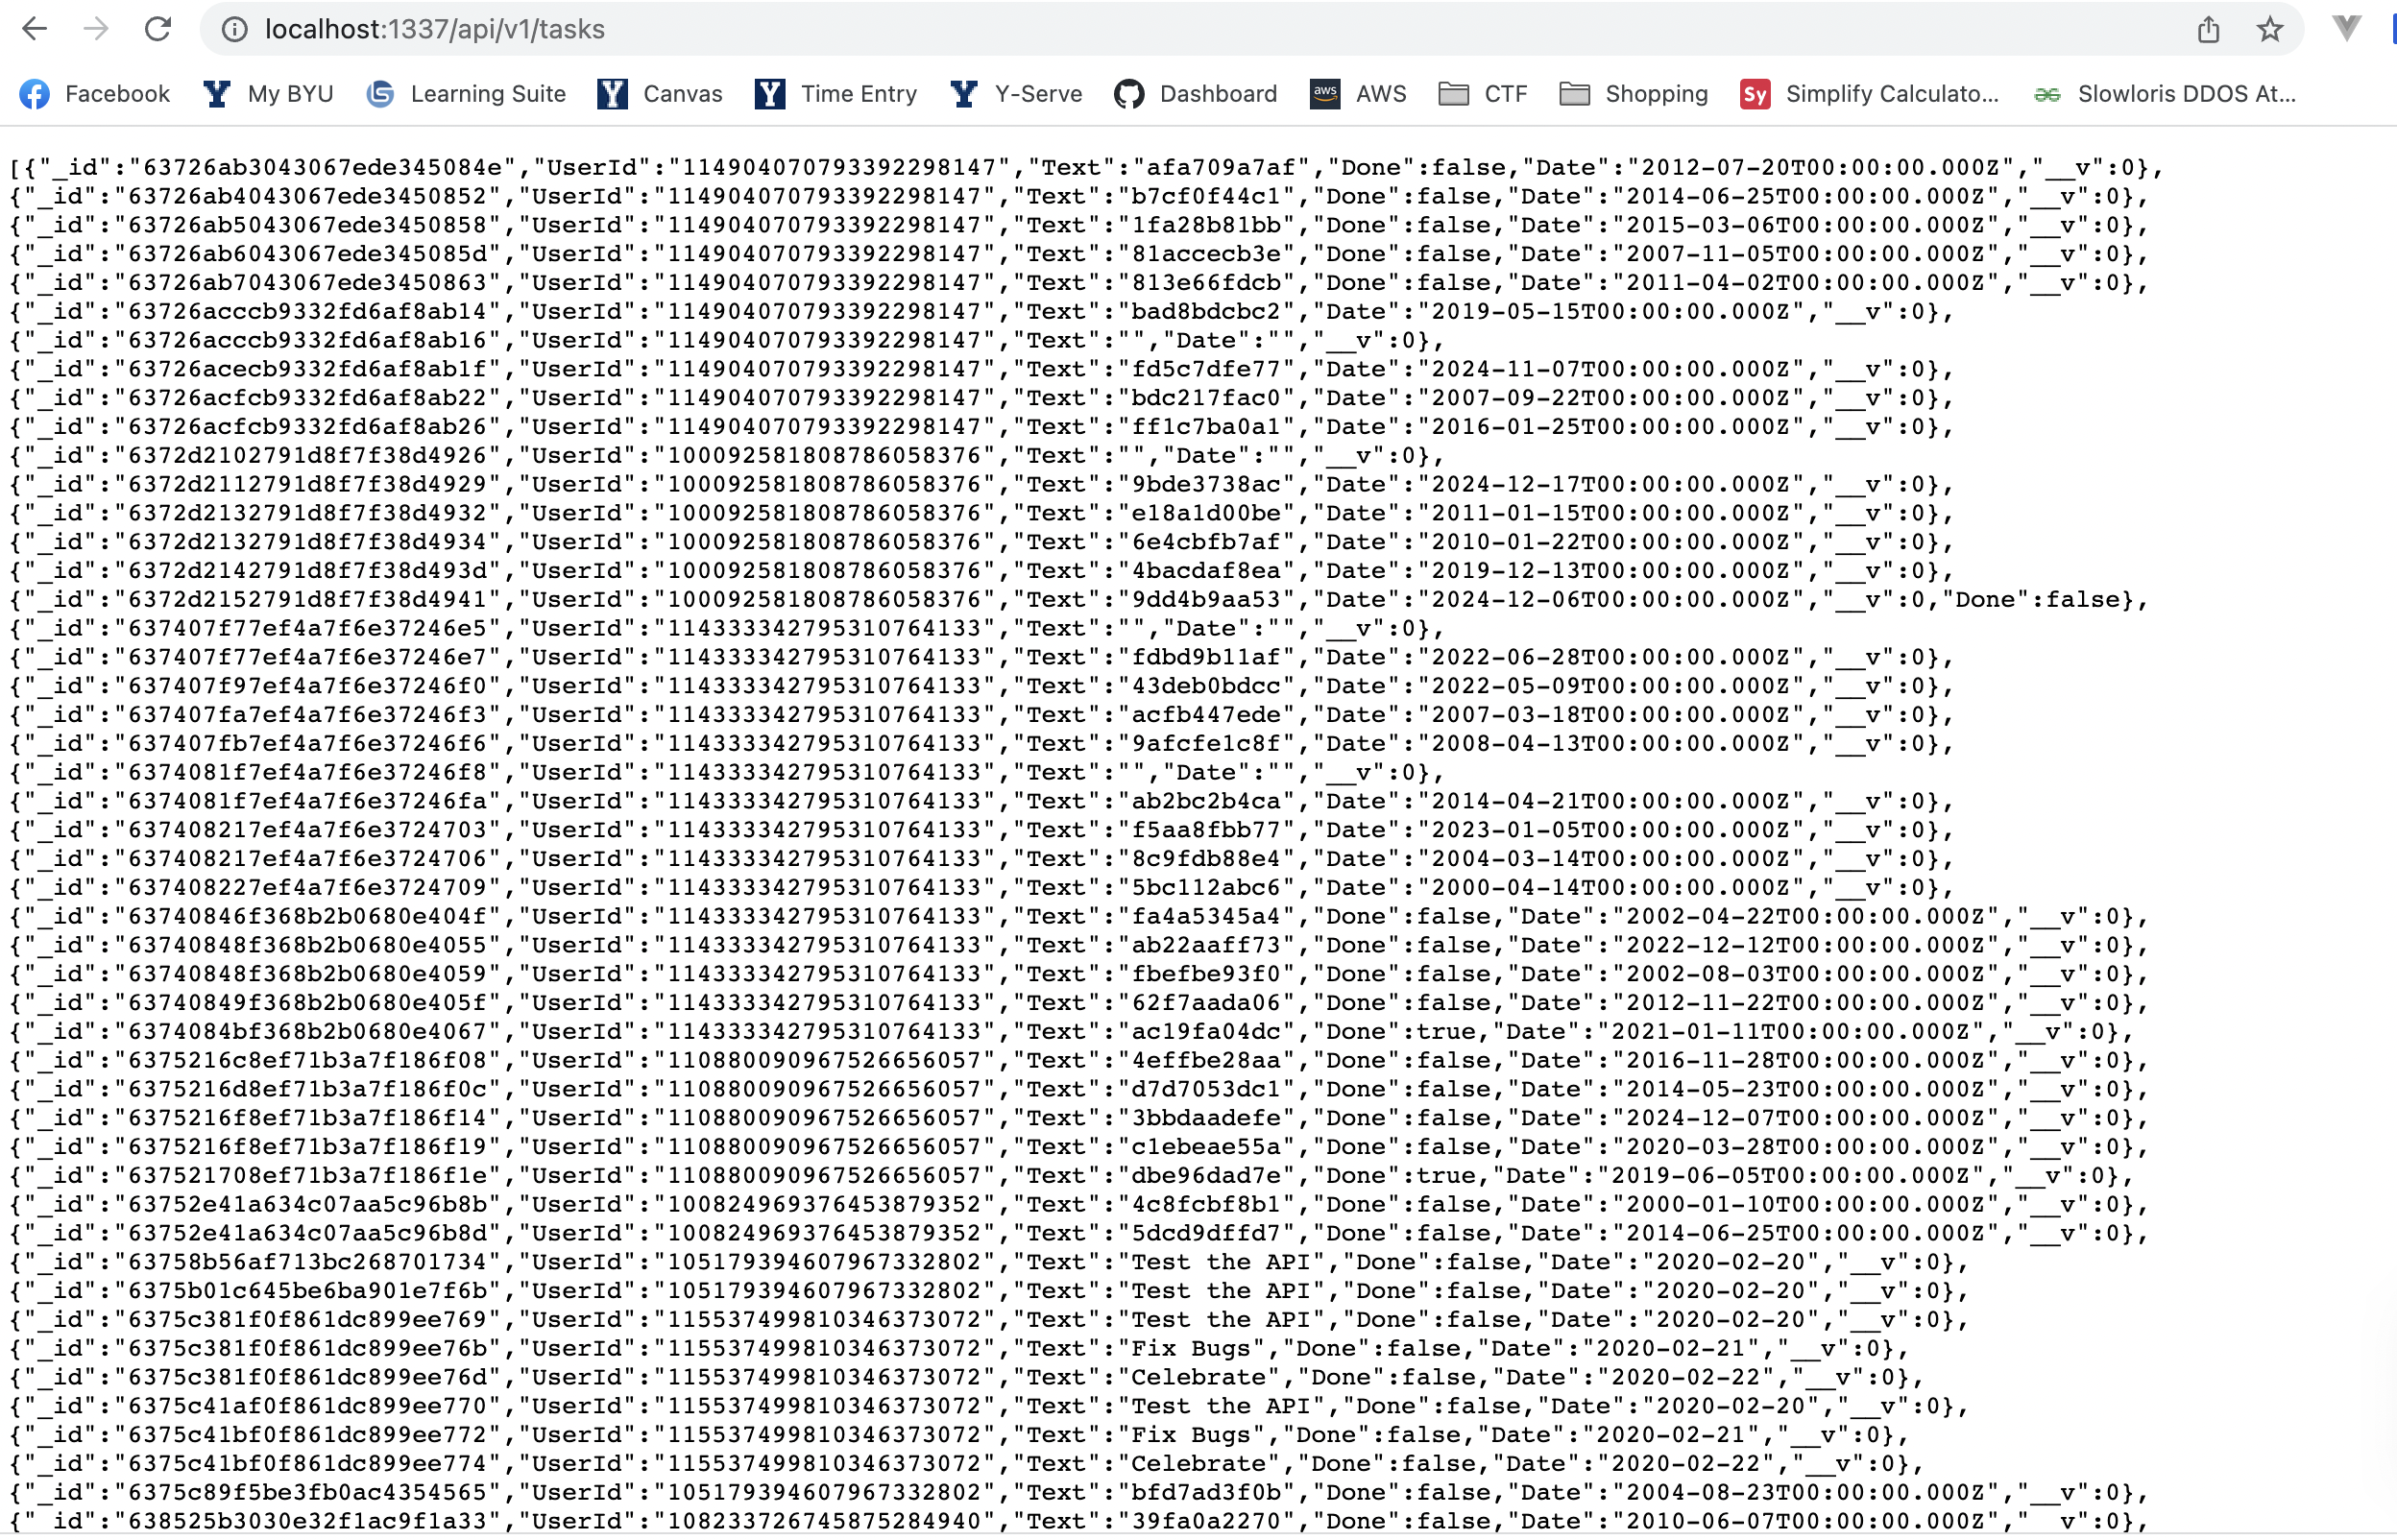 localhost:1337/api/v1/tasks
Facebook My BYU Learning Suite Canvas Time Entry Y-Serve Dashboard aws AWS CTF Shopping Sy Simplify Calculato... Slowloris DDOS At...
[{"_id":"63726ab3043067ede345084e","UserId":"114904070793392298147","Text":"afa709a7af","Done":false,"Date":"2012-07-20T00:00:00.000Z","__v":0},
{"_id":"63726ab4043067ede3450852","UserId":"114904070793392298147","Text":"b7cf0f44c1","Done":false,"Date":"2014-06-25T00:00:00.000Z","__v":0},
{"_id":"63726ab5043067ede3450858","UserId":"114904070793392298147","Text":"1fa28b81bb","Done":false,"Date":"2015-03-06T00:00:00.000Z","__v":0},
{"_id":"63726ab6043067ede345085d","UserId":"114904070793392298147","Text":"81accecb3e","Done":false,"Date":"2007-11-05T00:00:00.000Z","__v":0},
{"_id":"63726ab7043067ede3450863","UserId":"114904070793392298147","Text":"813e66fdcb","Done":false,"Date":"2011-04-02T00:00:00.000Z","__v":0},
{"_id":"63726acccb9332fd6af8ab14","UserId":"114904070793392298147","Text":"bad8bdcbc2","Date":"2019-05-15T00:00:00.000Z","__v":0},
{"_id":"63726acccb9332fd6af8ab16","UserId":"114904070793392298147","Text":"","Date":"","__v":0},
{"_id":"63726acecb9332fd6af8ab1f","UserId":"114904070793392298147","Text":"fd5c7dfe77","Date":"2024-11-07T00:00:00.000Z","__v":0},
{"_id":"63726acfcb9332fd6af8ab22","UserId":"114904070793392298147","Text":"bdc217fac0","Date":"2007-09-22T00:00:00.000Z","__v":0},
{"_id":"63726acfcb9332fd6af8ab26","UserId":"114904070793392298147","Text":"ff1c7ba0a1","Date":"2016-01-25T00:00:00.000Z","__v":0},
{"_id":"6372d2102791d8f7f38d4926","UserId":"100092581808786058376","Text":"","Date":"","__v":0},
{"_id":"6372d2112791d8f7f38d4929","UserId":"100092581808786058376","Text":"9bde3738ac","Date":"2024-12-17T00:00:00.000Z","__v":0},
{"_id":"6372d2132791d8f7f38d4932","UserId":"100092581808786058376","Text":"e18a1d00be","Date":"2011-01-15T00:00:00.000Z","__v":0},
{"_id":"6372d2132791d8f7f38d4934","UserId":"100092581808786058376","Text":"6e4cbfb7af","Date":"2010-01-22T00:00:00.000Z","__v":0},
{"_id":"6372d2142791d8f7f38d493d","UserId":"100092581808786058376","Text":"4bacdaf8ea","Date":"2019-12-13T00:00:00.000Z","__v":0},
{"_id":"6372d2152791d8f7f38d4941","UserId":"100092581808786058376","Text":"9dd4b9aa53","Date":"2024-12-06T00:00:00.000Z","__v":0,"Done":false},
{"_id":"637407f77ef4a7f6e37246e5","UserId":"114333342795310764133","Text":"","Date":"","__v":0},
{"_id":"637407f77ef4a7f6e37246e7","UserId":"114333342795310764133","Text":"fdbd9b11af","Date":"2022-06-28T00:00:00.000Z","__v":0},
{"_id":"637407f97ef4a7f6e37246f0","UserId":"114333342795310764133","Text":"43deb0bdcc","Date":"2022-05-09T00:00:00.000Z","__v":0},
{"_id":"637407fa7ef4a7f6e37246f3","UserId":"114333342795310764133","Text":"acfb447ede","Date":"2007-03-18T00:00:00.000Z","__v":0},
{"_id":"637407fb7ef4a7f6e37246f6","UserId":"114333342795310764133","Text":"9afcfe1c8f","Date":"2008-04-13T00:00:00.000Z","__v":0},
{"_id":"6374081f7ef4a7f6e37246f8","UserId":"114333342795310764133","Text":"","Date":"","__v":0},
{"_id":"6374081f7ef4a7f6e37246fa","UserId":"114333342795310764133","Text":"ab2bc2b4ca","Date":"2014-04-21T00:00:00.000Z","__v":0},
{"_id":"637408217ef4a7f6e3724703","UserId":"114333342795310764133","Text":"f5aa8fbb77","Date":"2023-01-05T00:00:00.000Z","__v":0},
{"_id":"637408217ef4a7f6e3724706","UserId":"114333342795310764133","Text":"8c9fdb88e4","Date":"2004-03-14T00:00:00.000Z","__v":0},
{"_id":"637408227ef4a7f6e3724709","UserId":"114333342795310764133","Text":"5bc112abc6","Date":"2000-04-14T00:00:00.000Z","__v":0},
{"_id":"63740846f368b2b0680e404f","UserId":"114333342795310764133","Text":"fa4a5345a4","Done":false,"Date":"2002-04-22T00:00:00.000Z","__v":0},
{"_id":"63740848f368b2b0680e4055","UserId":"114333342795310764133","Text":"ab22aaff73","Done":false,"Date":"2022-12-12T00:00:00.000Z","__v":0},
{"_id":"63740848f368b2b0680e4059","UserId":"114333342795310764133","Text":"fbefbe93f0","Done":false,"Date":"2002-08-03T00:00:00.000Z","__v":0},
{"_id":"63740849f368b2b0680e405f","UserId":"114333342795310764133","Text":"62f7aada06","Done":false,"Date":"2012-11-22T00:00:00.000Z","__v":0},
{"_id":"6374084bf368b2b0680e4067","UserId":"114333342795310764133","Text":"ac19fa04dc","Done":true,"Date":"2021-01-11T00:00:00.000Z","__v":0},
{"_id":"6375216c8ef71b3a7f186f08","UserId":"110880090967526656057","Text":"4effbe28aa","Done":false,"Date":"2016-11-28T00:00:00.000Z","__v":0},
{"_id":"6375216d8ef71b3a7f186f0c","UserId":"110880090967526656057","Text":"d7d7053dc1","Done":false,"Date":"2014-05-23T00:00:00.000Z","__v":0},
{"_id":"6375216f8ef71b3a7f186f14","UserId":"110880090967526656057","Text":"3bbdaadefe","Done":false,"Date":"2024-12-07T00:00:00.000Z","__v":0},
{"_id":"6375216f8ef71b3a7f186f19","UserId":"110880090967526656057","Text":"c1ebeae55a","Done":false,"Date":"2020-03-28T00:00:00.000Z","__v":0},
{"_id":"637521708ef71b3a7f186f1e","UserId":"110880090967526656057","Text":"dbe96dad7e","Done":true,"Date":"2019-06-05T00:00:00.000Z","__v":0},
{"_id":"63752e41a634c07aa5c96b8b","UserId":"100824969376453879352","Text":"4c8fcbf8b1","Done":false,"Date":"2000-01-10T00:00:00.000Z","__v":0},
{"_id":"63752e41a634c07aa5c96b8d","UserId":"100824969376453879352","Text":"5dcd9dffd7","Done":false,"Date":"2014-06-25T00:00:00.000Z","__v":0},
{"_id":"63758b56af713bc268701734","UserId":"105179394607967332802","Text":"Test the API","Done":false,"Date":"2020-02-20","__v":0},
{"_id":"6375b01c645be6ba901e7f6b","UserId":"105179394607967332802","Text":"Test the API","Done":false,"Date":"2020-02-20","__v":0},
{"_id":"6375c381f0f861dc899ee769","UserId":"115537499810346373072","Text":"Test the API","Done":false,"Date":"2020-02-20","__v":0},
{"_id":"6375c381f0f861dc899ee76b","UserId":"115537499810346373072","Text":"Fix Bugs","Done":false,"Date":"2020-02-21","__v":0},
{"_id":"6375c381f0f861dc899ee76d","UserId":"115537499810346373072","Text":"Celebrate","Done":false,"Date":"2020-02-22","__v":0},
{"_id":"6375c41af0f861dc899ee770","UserId":"115537499810346373072","Text":"Test the API","Done":false,"Date":"2020-02-20","__v":0},
{"_id":"6375c41bf0f861dc899ee772","UserId":"115537499810346373072","Text":"Fix Bugs","Done":false,"Date":"2020-02-21","__v":0},
{"_id":"6375c41bf0f861dc899ee774","UserId":"115537499810346373072","Text":"Celebrate","Done":false,"Date":"2020-02-22","__v":0},
{"_id":"6375c89f5be3fb0ac4354565","UserId":"105179394607967332802","Text":"bfd7ad3f0b","Done":false,"Date":"2004-08-23T00:00:00.000Z","__v":0},
{"_id":"638525b3030e32f1ac9f1a33","UserId":"108233726745875284940","Text":"39fa0a2270","Done":false,"Date":"2010-06-07T00:00:00.000Z","__v":0},